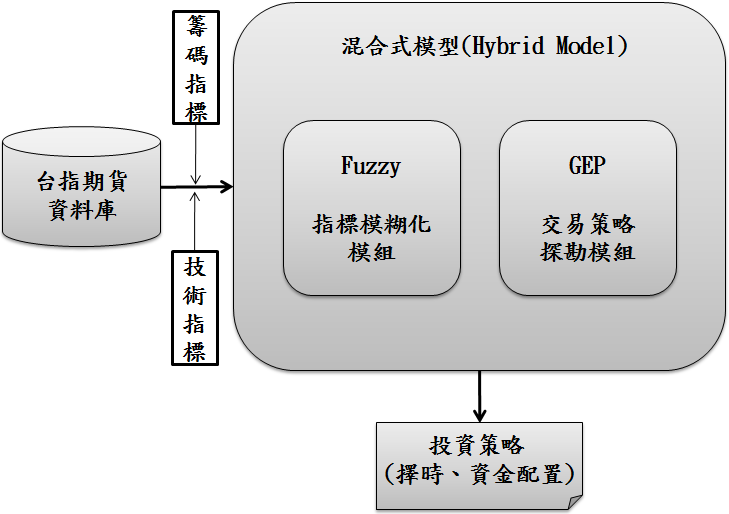 籌碼指標
混合式模型(Hybrid Model)
台指期貨
資料庫
Fuzzy
指標模糊化
模組
GEP
交易策略
探勘模組
技術指標
投資策略
(擇時、資金配置)